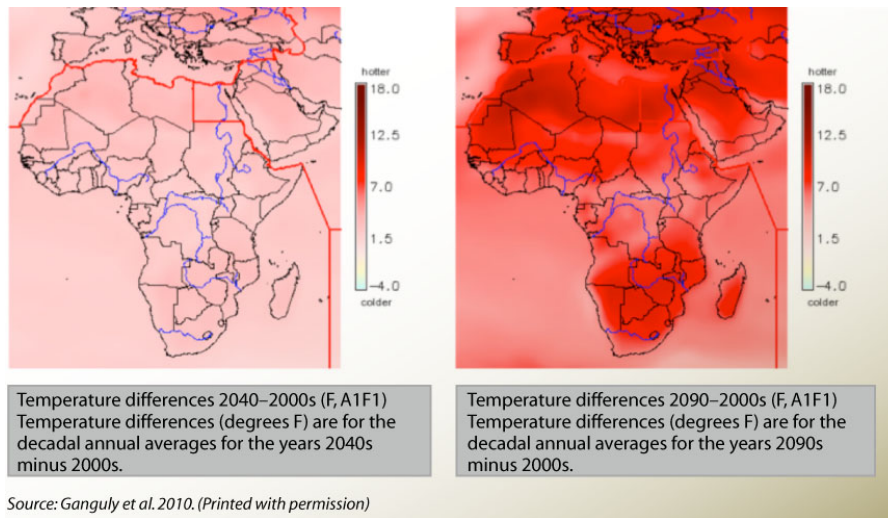 hotter
18.0
12.5
7.0
1.5
−4.0
colder
hotter
18.0
12.5
7.0
1.5
−4.0
colder
Temperature differences 2040–2000s (F, A1F1)
Temperature differences (degrees F) are for the
decadal annual averages for the years 2040s
minus 2000s.
Temperature differences 2090–2000s (F, A1F1)
Temperature differences (degrees F) are for the
decadal annual averages for the years 2090s
minus 2000s.
Source: Ganguly et al. 2010. (Printed with permission)